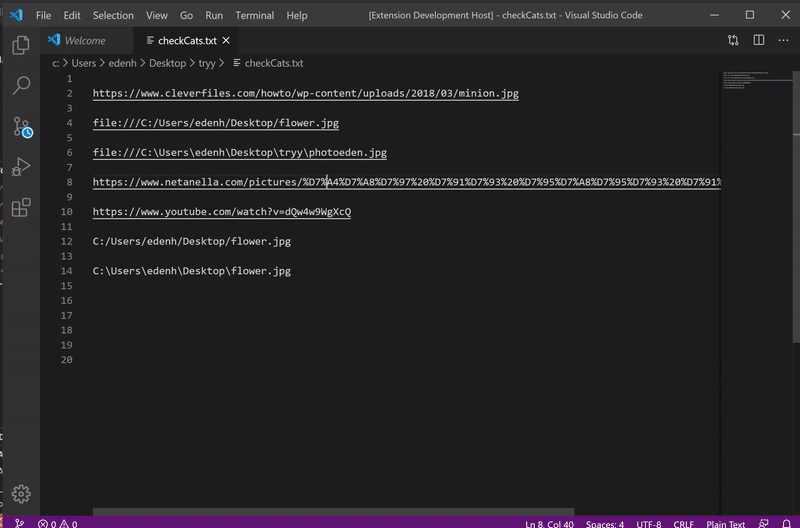 File Edit Selection View Go Run Terminal Help [Extension Development Host] - checkCats.txt - Visual Studio Code
Welcome checkCats.txt
c: > Users > edenh > Desktop > tryy > checkCats.txt
1
2 https://www.cleverfiles.com/howto/wp-content/uploads/2018/03/minion.jpg
3
4 file:///C:/Users/edenh/Desktop/flower.jpg
5
6 file:///C:\Users\edenh\Desktop\tryy\photoeden.jpg
7
8 https://www.netanella.com/pictures/%D7%A4%D7%A8%D7%97%20%D7%91%D7%93%20%D7%95%D7%A8%D7%95%D7%93%20%D7%91%
9
10 https://www.youtube.com/watch?v=dQw4w9WgXcQ
11
12 C:/Users/edenh/Desktop/flower.jpg
13
14 C:\Users\edenh\Desktop\flower.jpg
15
16
17
18
19
20
0 0 Ln 8, Col 40 Spaces: 4 UTF-8 CRLF Plain Text